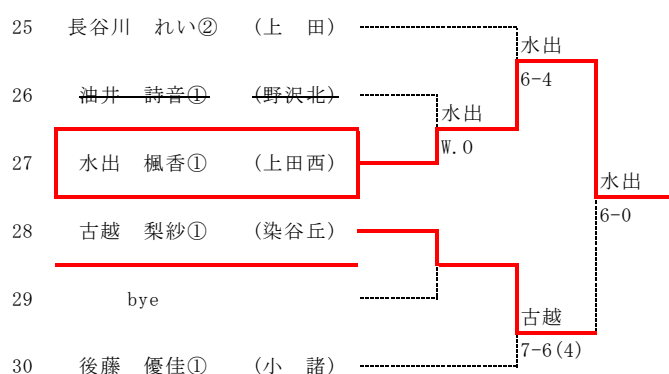 25 長谷川 れい② (上 田)
水出
6-4
26 油井 詩音① (野沢北)
水出
W.O
27 水出 楓香① (上田西)
水出
6-0
28 古越 梨紗① (染谷丘)
29 bye
古越
7-6(4)
30 後藤 優佳① (小 諸)